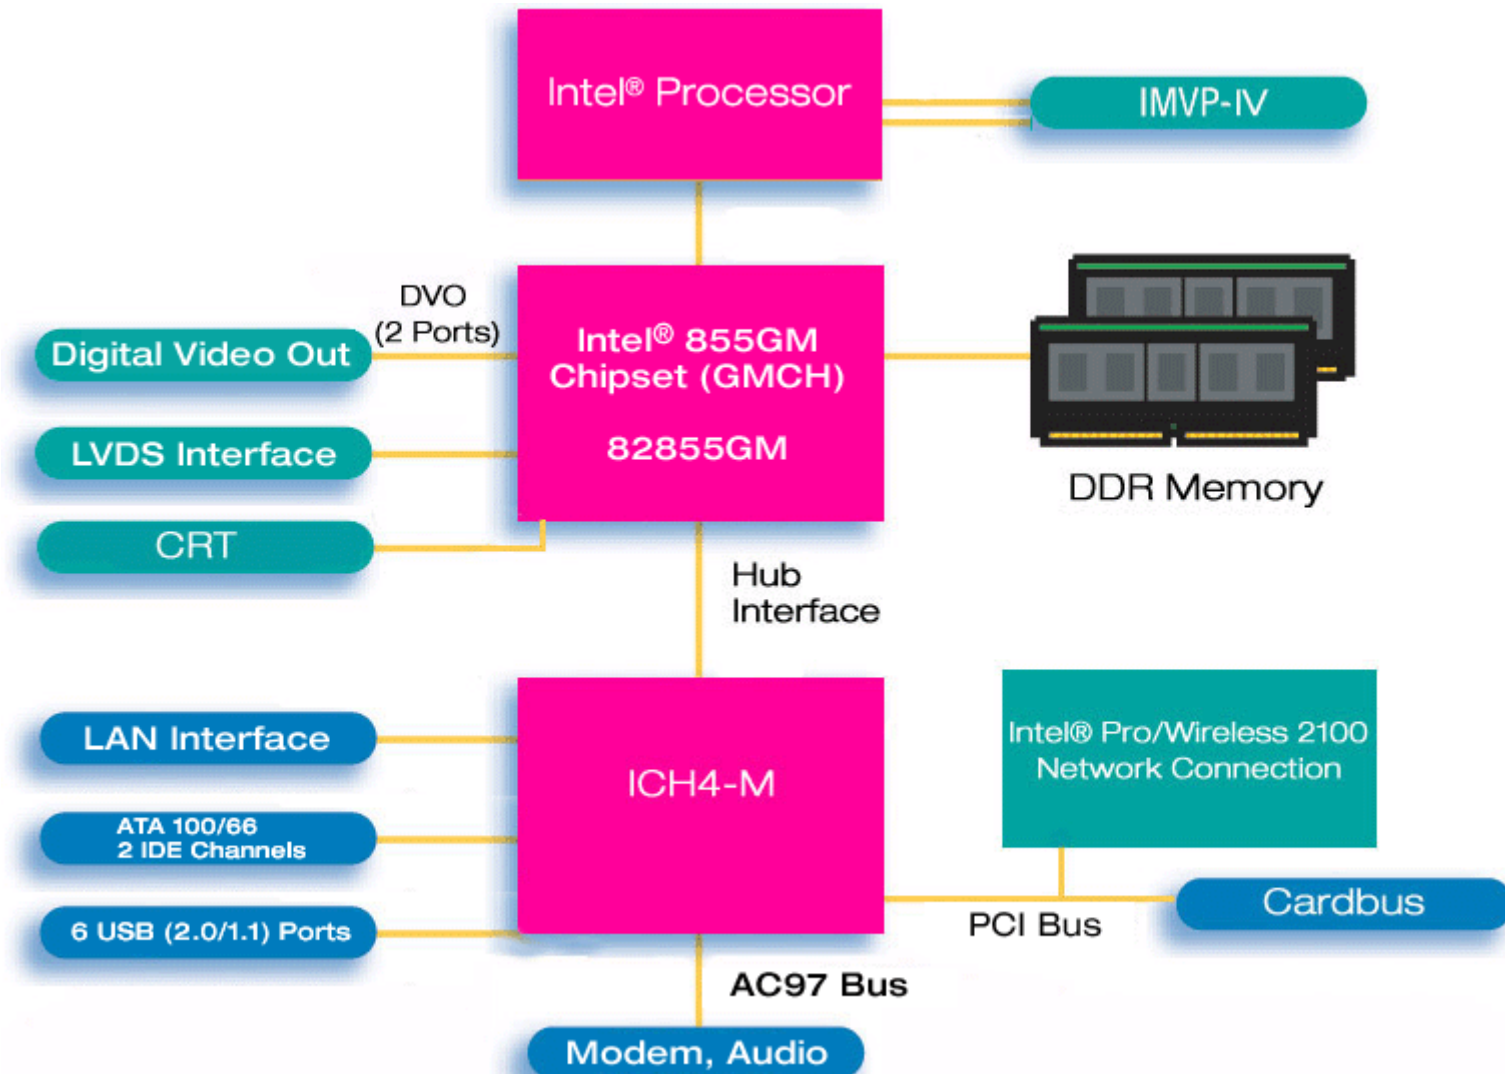 Intel® Processor
IMVP-IV
DVO
(2 Ports)
Digital Video Out
Intel® 855GM
Chipset (GMCH)
82855GM
LVDS Interface
CRT
DDR Memory
Hub
Interface
LAN Interface
ICH4-M
Intel® Pro/Wireless 2100
Network Connection
ATA 100/66
2 IDE Channels
6 USB (2.0/1.1) Ports
PCI Bus
Cardbus
AC97 Bus
Modem, Audio